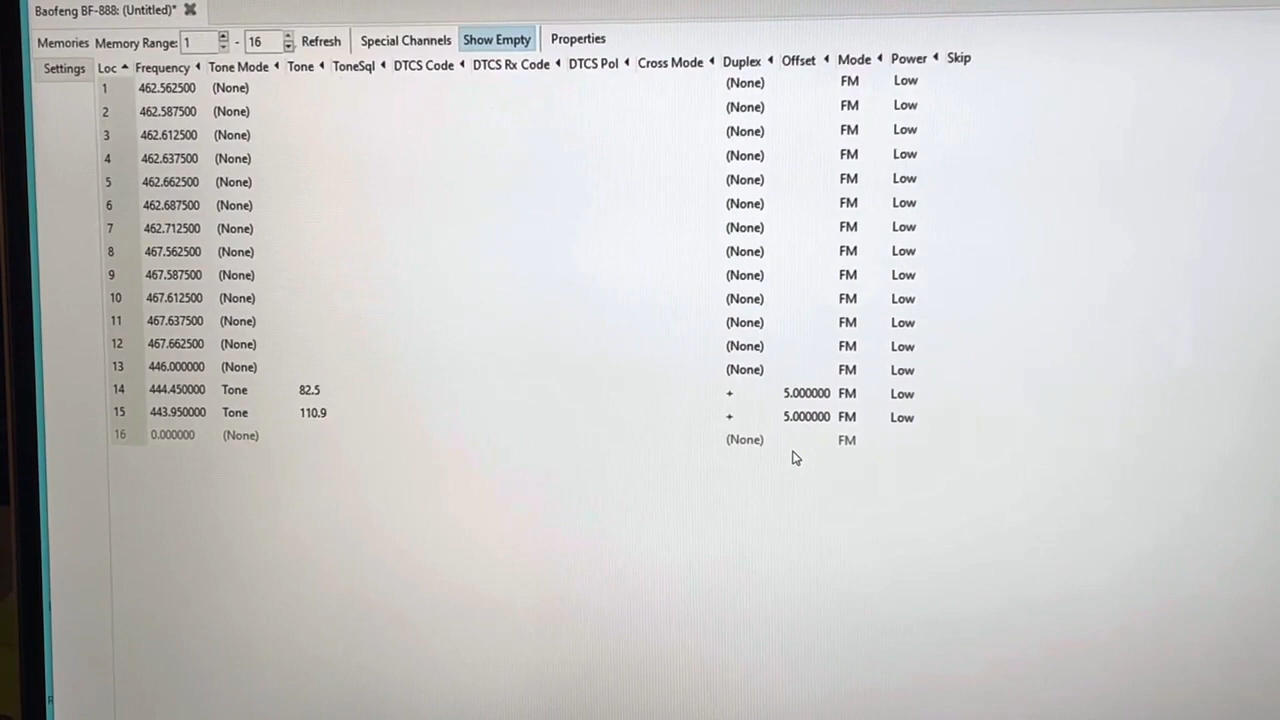 Baofeng BF-888: (Untitled)*
Memories Memory Range: 1 - 16 Refresh Special Channels Show Empty Properties
Settings Loc Frequency Tone Mode Tone ToneSql DTCS Code DTCS Rx Code DTCS Pol Cross Mode Duplex Offset Mode Power Skip
1 462.562500 (None) (None) FM Low
2 462.587500 (None) (None) FM Low
3 462.612500 (None) (None) FM Low
4 462.637500 (None) (None) FM Low
5 462.662500 (None) (None) FM Low
6 462.687500 (None) (None) FM Low
7 462.712500 (None) (None) FM Low
8 467.562500 (None) (None) FM Low
9 467.587500 (None) (None) FM Low
10 467.612500 (None) (None) FM Low
11 467.637500 (None) (None) FM Low
12 467.662500 (None) (None) FM Low
13 446.000000 (None) (None) FM Low
14 444.450000 Tone 82.5 + 5.000000 FM Low
15 443.950000 Tone 110.9 + 5.000000 FM Low
16 0.000000 (None) (None) FM